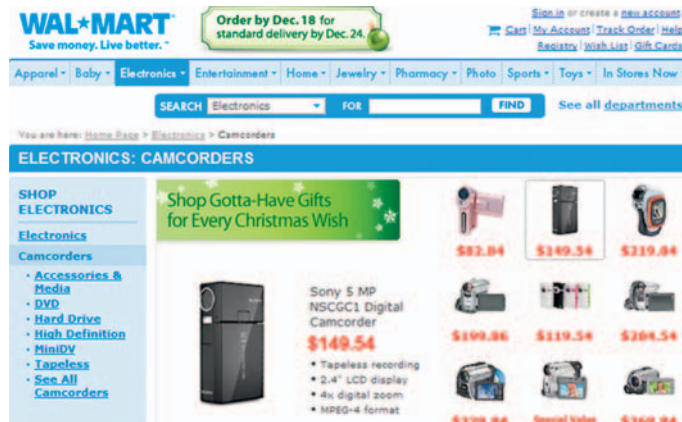 WAL★MART
Save money. Live better.
Order by Dec. 18 for
standard delivery by Dec. 24.
Sign in or create a new account
Cart | My Account | Track Order | Help
Registry | Wish List | Gift Cards
Apparel Baby Electronics Entertainment Home Jewelry Pharmacy Photo Sports Toys In Stores Now
SEARCH Electronics FOR FIND See all departments
You are here: Home Page > Electronics > Camcorders
ELECTRONICS: CAMCORDERS
SHOP
ELECTRONICS
Electronics
Camcorders
· Accessories &
Media
· DVD
· Hard Drive
· High Definition
· MiniDV
· Tapeless
· See All
Camcorders
Shop Gotta-Have Gifts
for Every Christmas Wish
Sony 5 MP
NSCGC1 Digital
Camcorder
$149.54
• Tapeless recording
• 2.4" LCD display
• 4x digital zoom
• MPEG-4 format
$82.84 $149.54 $219.84
$199.86 $119.54 $284.54
Special Value